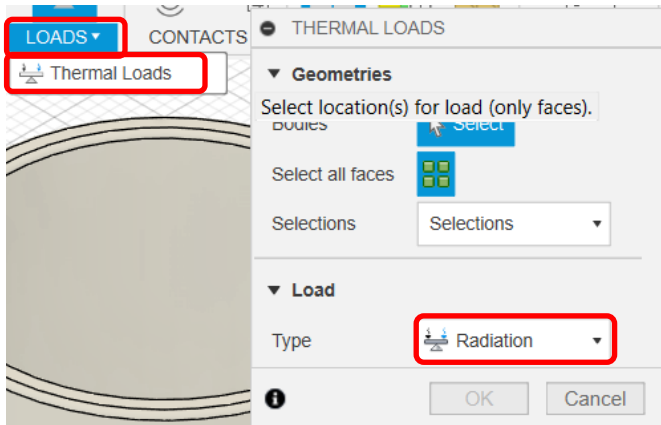 LOADS
CONTACTS
Thermal Loads
THERMAL LOADS
Geometries
Select location(s) for load (only faces).
Bodies
Select
Select all faces
Selections
Selections
Load
Type
Radiation
OK
Cancel